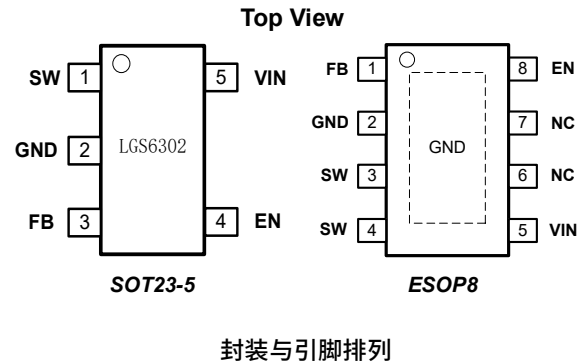 Top View
SW 1 5 VIN
GND 2 LGS6302
FB 3 4 EN
SOT23-5
FB 1 8 EN
GND 2 7 NC
GND
SW 3 6 NC
SW 4 5 VIN
ESOP8
封装与引脚排列